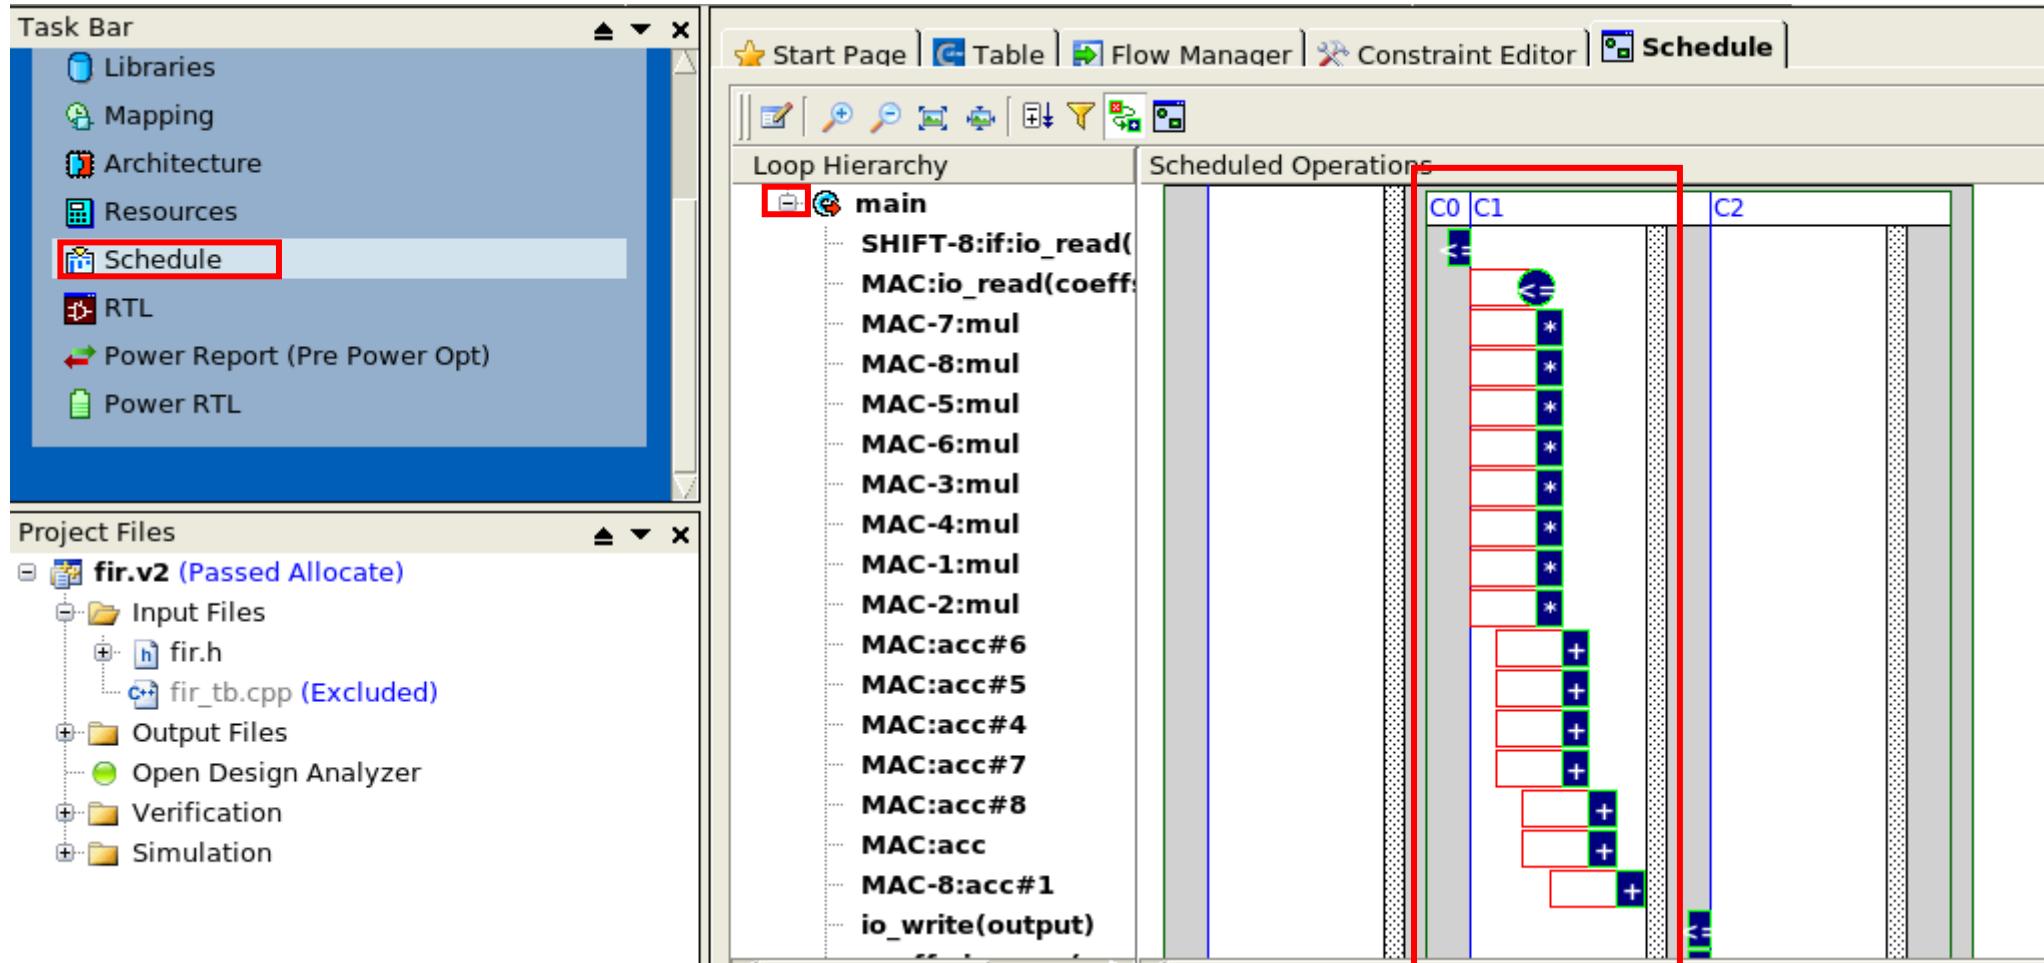 Task Bar
Libraries
Mapping
Architecture
Resources
Schedule
RTL
Power Report (Pre Power Opt)
Power RTL
Project Files
fir.v2 (Passed Allocate)
Input Files
h fir.h
C++ fir_tb.cpp (Excluded)
Output Files
Open Design Analyzer
Verification
Simulation
Start Page
Table
Flow Manager
Constraint Editor
Schedule
Loop Hierarchy
Scheduled Operations
main
SHIFT-8:if:io_read(
MAC:io_read(coeffs
MAC-7:mul
MAC-8:mul
MAC-5:mul
MAC-6:mul
MAC-3:mul
MAC-4:mul
MAC-1:mul
MAC-2:mul
MAC:acc#6
MAC:acc#5
MAC:acc#4
MAC:acc#7
MAC:acc#8
MAC:acc
MAC-8:acc#1
io_write(output)
C0 C1 C2
<=
<=
*
*
*
*
*
*
*
*
+
+
+
+
+
+
+
<=